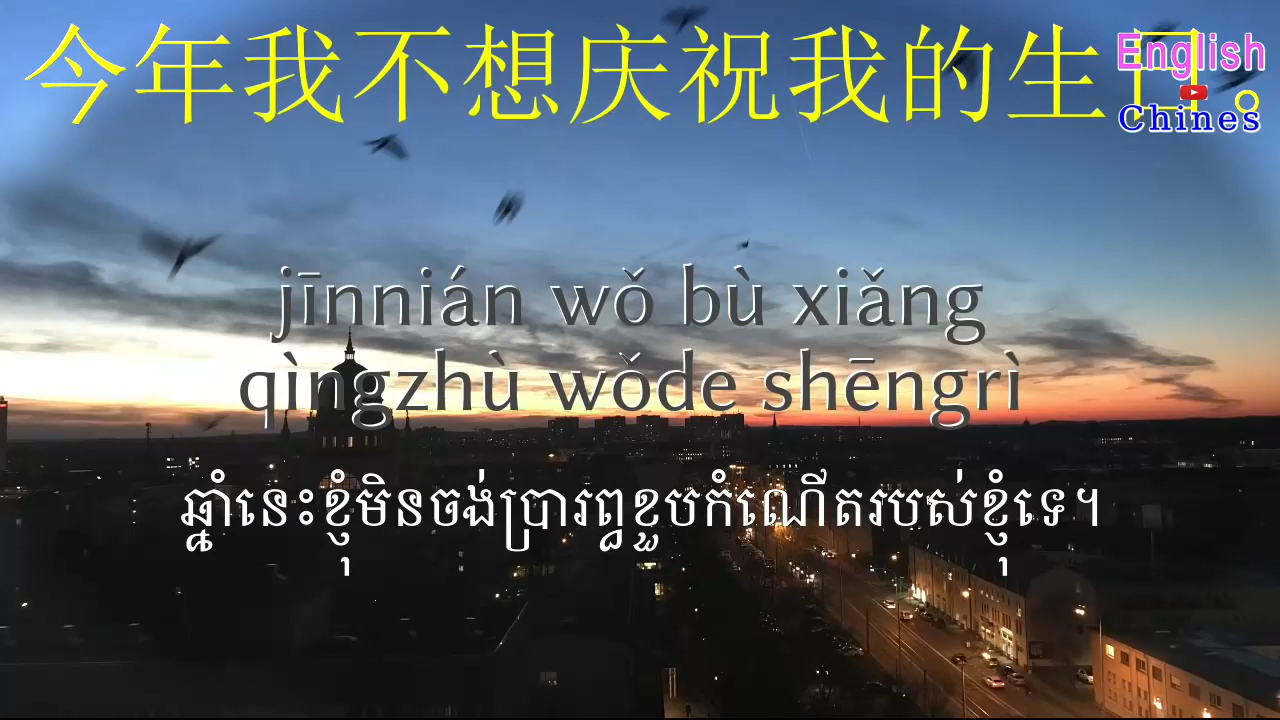 今年我不想庆祝我的生日。
English
Chines
jīnnián wǒ bù xiǎng
qìngzhù wǒde shēngrì
ឆ្នាំនេះខ្ញុំមិនចង់ប្រារព្ធខួបកំណើតរបស់ខ្ញុំទេ។